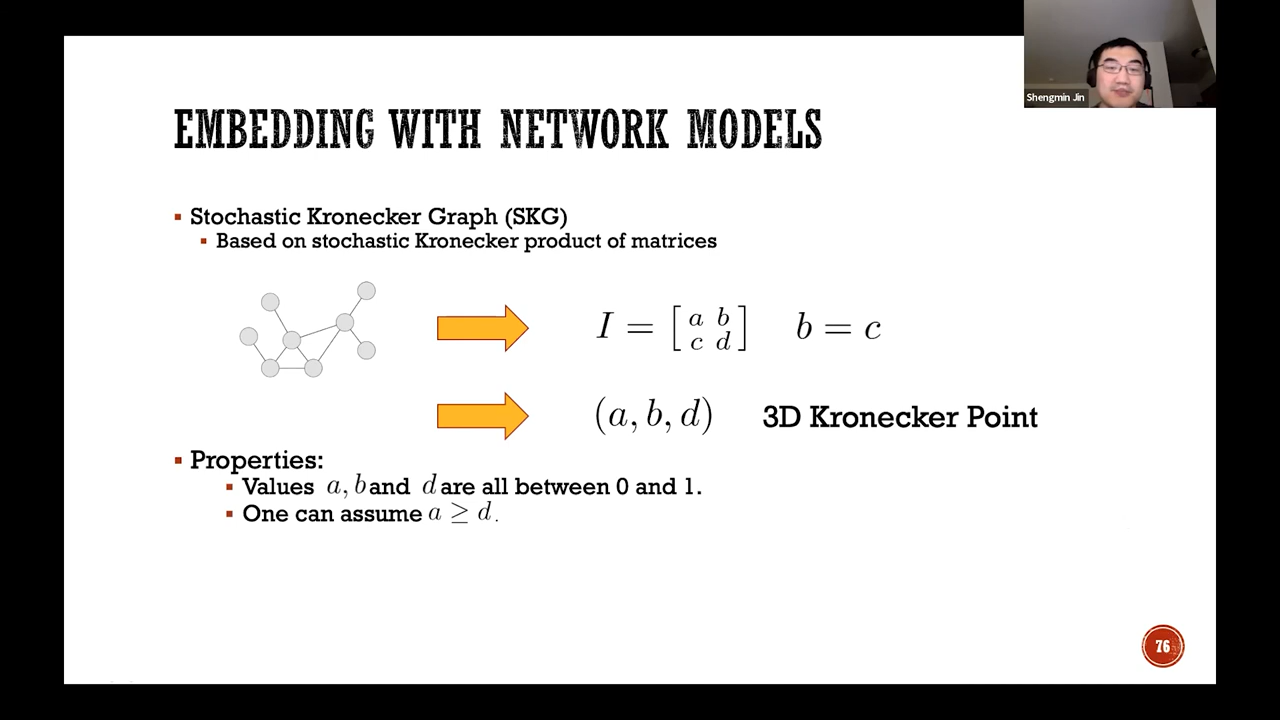 Shengmin Jin
EMBEDDING WITH NETWORK MODELS
▪ Stochastic Kronecker Graph (SKG)
▪ Based on stochastic Kronecker product of matrices
I = [ a b
c d ] b = c
(a, b, d) 3D Kronecker Point
▪ Properties:
▪ Values a, b and d are all between 0 and 1.
▪ One can assume a ≥ d.
76